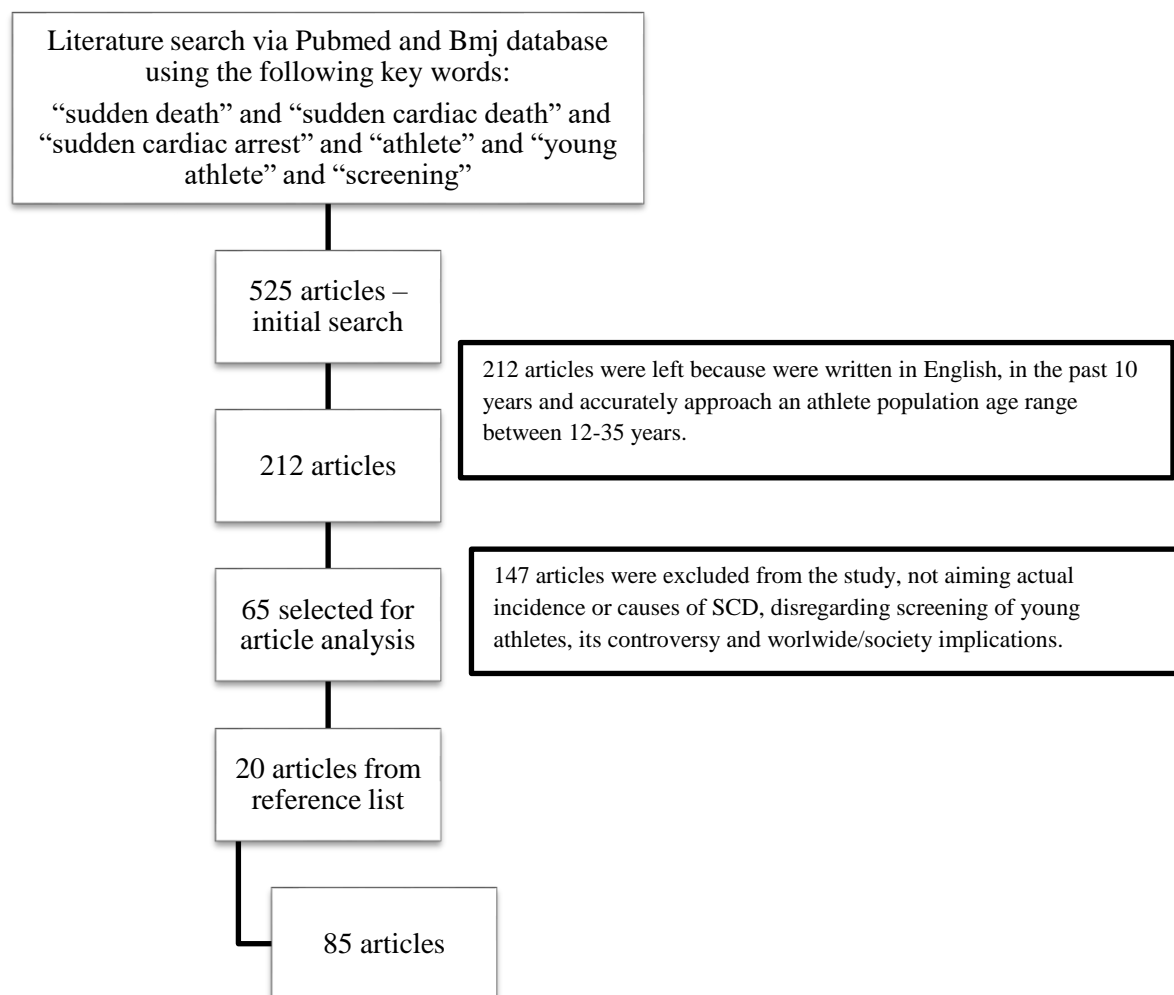 Literature search via Pubmed and Bmj database
using the following key words:
“sudden death” and “sudden cardiac death” and
“sudden cardiac arrest” and “athlete” and “young
athlete” and “screening”
525 articles –
initial search
212 articles were left because were written in English, in the past 10
years and accurately approach an athlete population age range
between 12-35 years.
212 articles
147 articles were excluded from the study, not aiming actual
incidence or causes of SCD, disregarding screening of young
athletes, its controversy and worlwide/society implications.
65 selected for
article analysis
20 articles from
reference list
85 articles